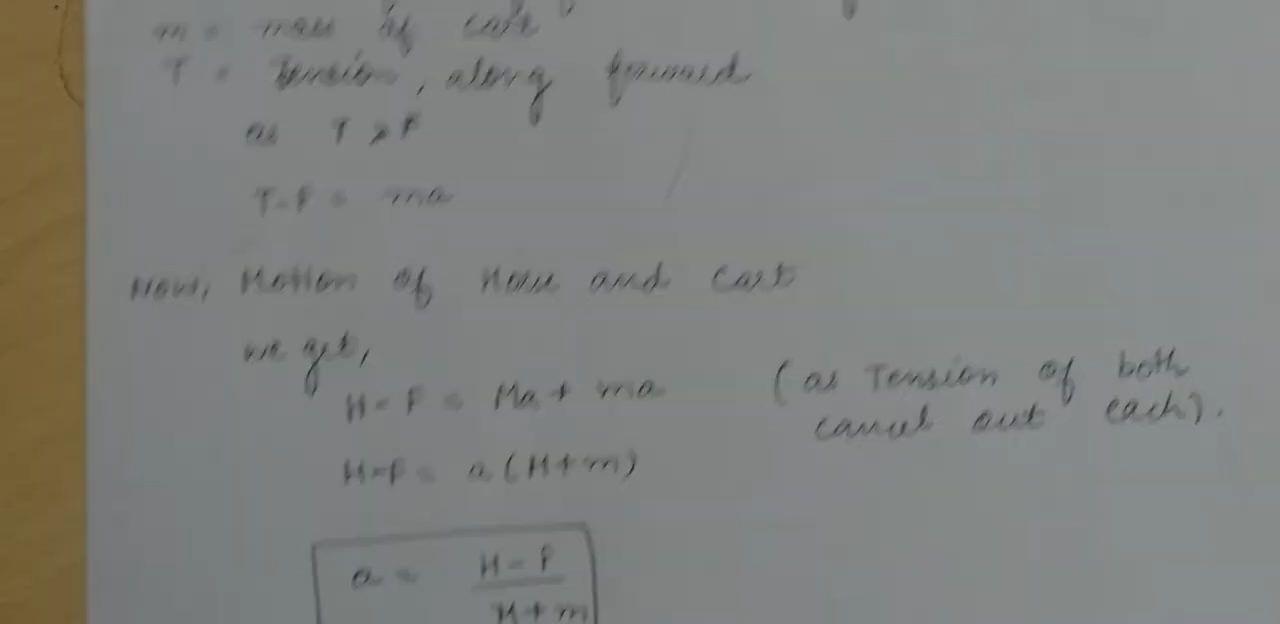 m = mass of cart
T = Tension, along forward
as T > F
T-F = ma
Now, Motion of Horse and Cart
we get,
H - F = Ma + ma (as Tension of both
cancel out each).
H-F = a (M+m)
a = H - F
M + m